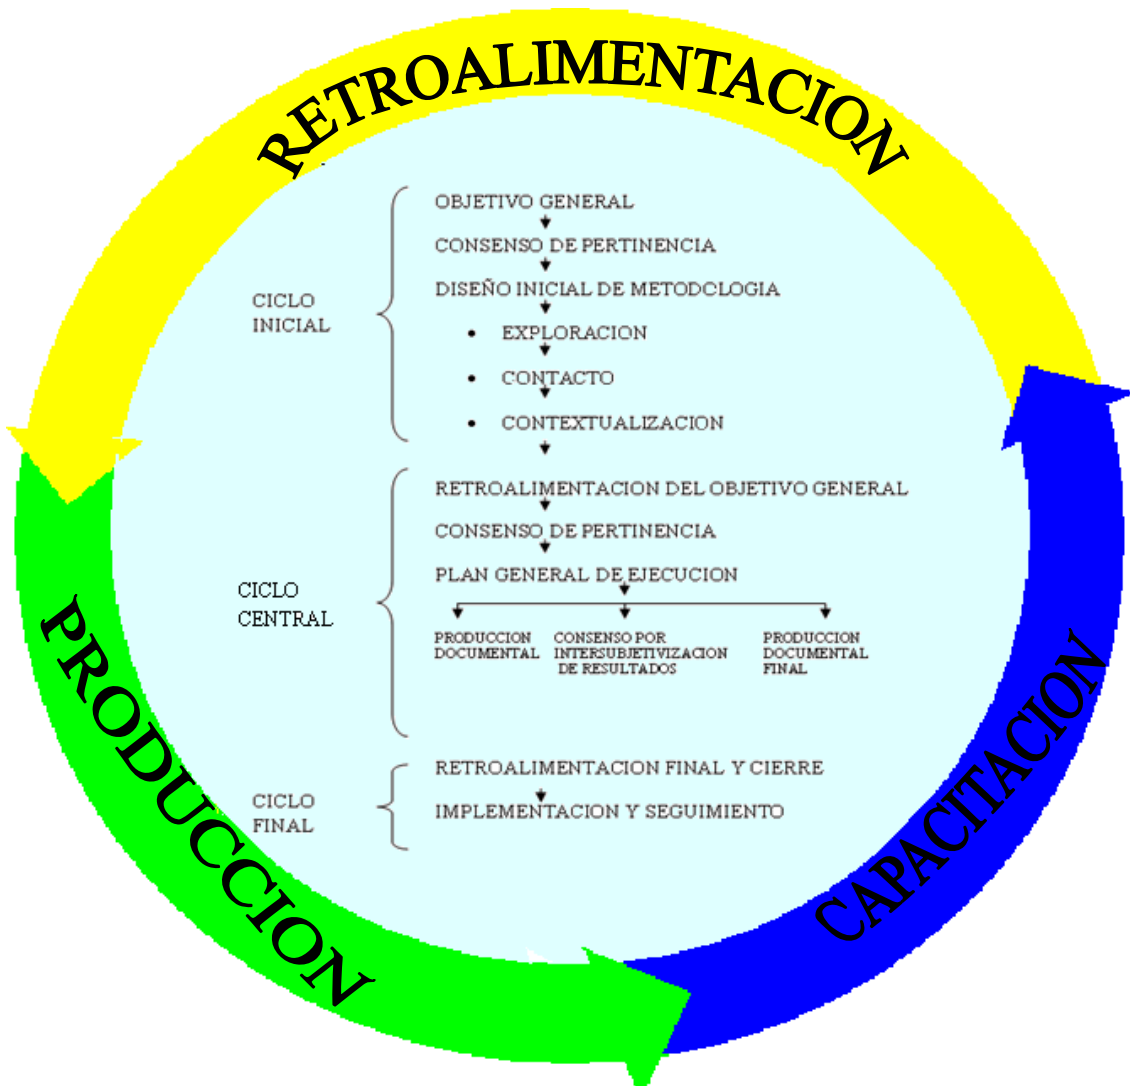 RETROALIMENTACION
CICLO
INICIAL
OBJETIVO GENERAL
CONSENSO DE PERTINENCIA
DISEÑO INICIAL DE METODCLOGIA
• EXPLORACION
• CONTACTO
• CONTEXTUALIZACION
CICLO
CENTRAL
RETROALIMENTACION DEL OBJETIVO GENERAL
CONSENSO DE PERTINENCIA
PLAN GENERAL DE EJECUCION
PRODUCCION
DOCUMENTAL
CONSENSO POR
INTERSUBJETIVIZACION
DE RESULTADOS
PRODUCCION
DOCUMENTAL
FINAL
CICLO
FINAL
RETROALIMENTACION FINAL Y CIERRE
IMPLEMENTACION Y SEGUIMIENTO
PRODUCCION
CAPACITACION